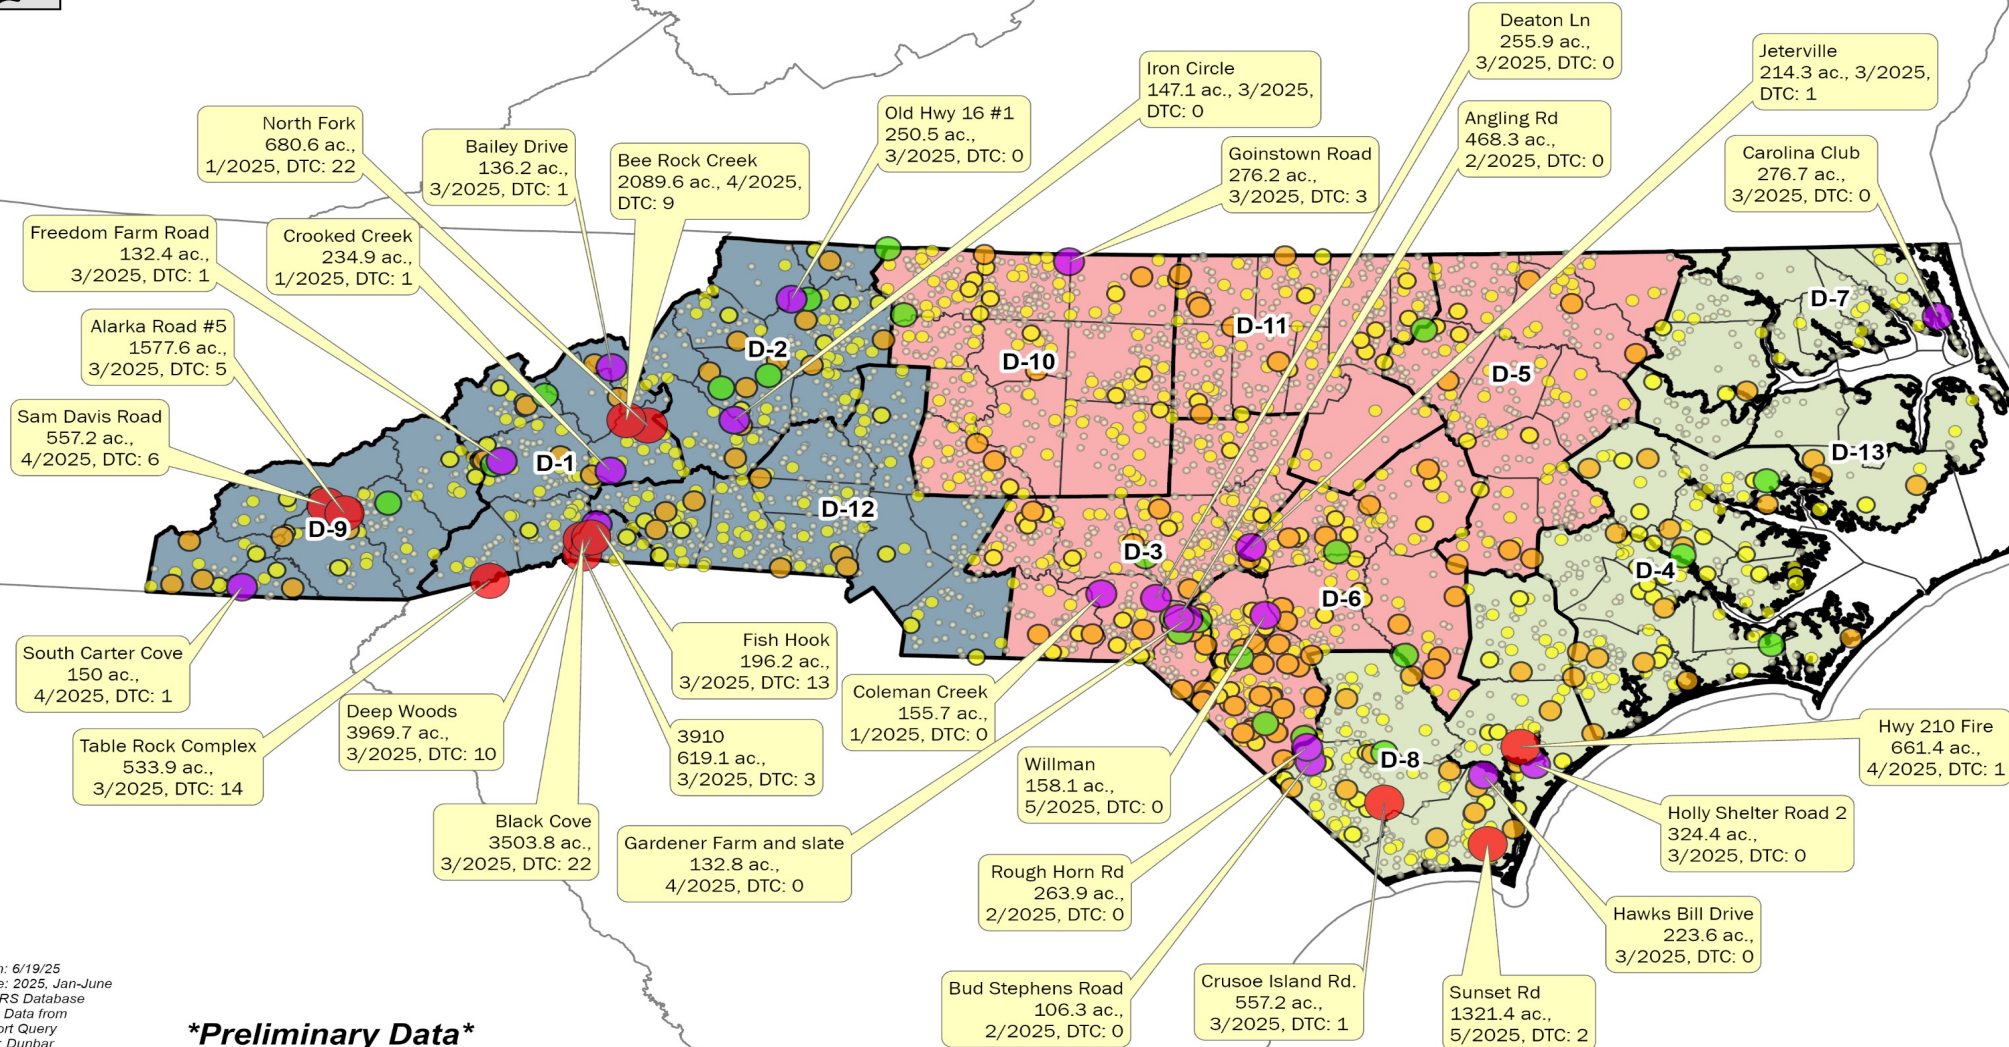 Deaton Ln
255.9 ac.,
3/2025, DTC: 0
Jeterville
214.3 ac., 3/2025,
DTC: 1
Iron Circle
147.1 ac., 3/2025,
DTC: 0
Old Hwy 16 #1
250.5 ac.,
3/2025, DTC: 0
Angling Rd
468.3 ac.,
2/2025, DTC: 0
North Fork
680.6 ac.,
1/2025, DTC: 22
Bailey Drive
136.2 ac.,
3/2025, DTC: 1
Bee Rock Creek
2089.6 ac., 4/2025,
DTC: 9
Goinstown Road
276.2 ac.,
3/2025, DTC: 3
Carolina Club
276.7 ac.,
3/2025, DTC: 0
Freedom Farm Road
132.4 ac.,
3/2025, DTC: 1
Crooked Creek
234.9 ac.,
1/2025, DTC: 1
Alarka Road #5
1577.6 ac.,
3/2025, DTC: 5
Sam Davis Road
557.2 ac.,
4/2025, DTC: 6
D-7
D-11
D-2
D-10
D-5
D-13
D-1
D-12
D-9
D-3
D-4
D-6
D-8
South Carter Cove
150 ac.,
4/2025, DTC: 1
Table Rock Complex
533.9 ac.,
3/2025, DTC: 14
Deep Woods
3969.7 ac.,
3/2025, DTC: 10
Fish Hook
196.2 ac.,
3/2025, DTC: 13
3910
619.1 ac.,
3/2025, DTC: 3
Black Cove
3503.8 ac.,
3/2025, DTC: 22
Coleman Creek
155.7 ac.,
1/2025, DTC: 0
Gardener Farm and slate
132.8 ac.,
4/2025, DTC: 0
Willman
158.1 ac.,
5/2025, DTC: 0
Rough Horn Rd
263.9 ac.,
2/2025, DTC: 0
Bud Stephens Road
106.3 ac.,
2/2025, DTC: 0
Crusoe Island Rd.
557.2 ac.,
3/2025, DTC: 1
Sunset Rd
1321.4 ac.,
5/2025, DTC: 2
Hawks Bill Drive
223.6 ac.,
3/2025, DTC: 0
Holly Shelter Road 2
324.4 ac.,
3/2025, DTC: 0
Hwy 210 Fire
661.4 ac.,
4/2025, DTC: 1
6/19/25
2025, Jan-June
Database
Data from
Query
Dunbar
*Preliminary Data*